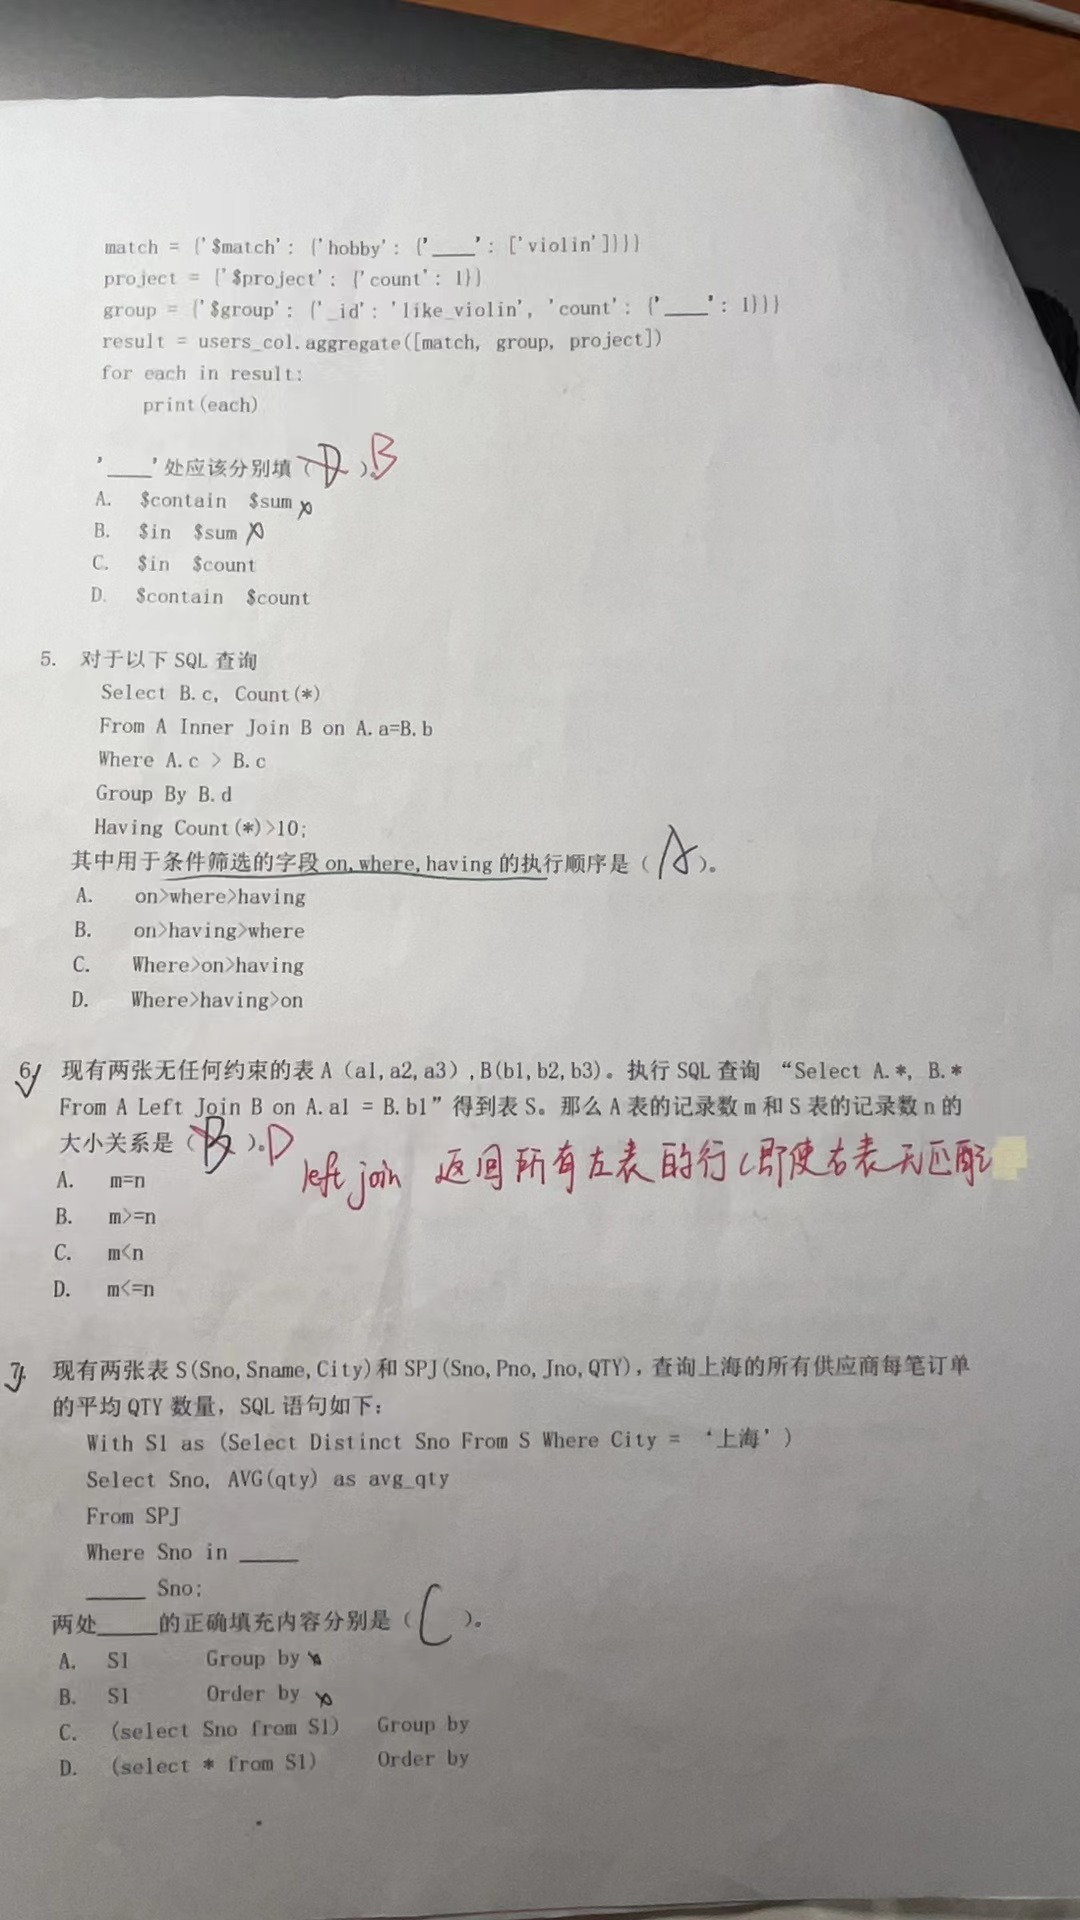 match = {'$match': {'hobby': {'____': ['violin']}}}
project = {'$project': {'count': 1}}
group = {'$group': {'_id': 'like_violin', 'count': {'____': 1}}}
result = users_col.aggregate([match, group, project])
for each in result:
print(each)
'____'处应该分别填(D)B
A. $contain $sum ×
B. $in $sum ×
C. $in $count
D. $contain $count
5. 对于以下 SQL 查询
Select B.c, Count(*)
From A Inner Join B on A.a=B.b
Where A.c > B.c
Group By B.d
Having Count(*)>10;
其中用于条件筛选的字段 on,where,having 的执行顺序是（A）。
A. on>where>having
B. on>having>where
C. Where>on>having
D. Where>having>on
6. 现有两张无任何约束的表 A（a1,a2,a3）,B(b1,b2,b3)。执行 SQL 查询 “Select A.*, B.*
From A Left Join B on A.a1 = B.b1”得到表 S。那么 A 表的记录数 m 和 S 表的记录数 n 的
大小关系是（B）。D
left join 返回所有左表的行(即使右表无匹配
A. m=n
B. m>=n
C. m<n
D. m<=n
7. 现有两张表 S(Sno,Sname,City)和 SPJ(Sno,Pno,Jno,QTY)，查询上海的所有供应商每笔订单
的平均 QTY 数量，SQL 语句如下：
With S1 as (Select Distinct Sno From S Where City = ‘上海’)
Select Sno, AVG(qty) as avg_qty
From SPJ
Where Sno in ____
____ Sno;
两处____的正确填充内容分别是（C）。
A. S1 Group by ×
B. S1 Order by ×
C. (select Sno from S1) Group by
D. (select * from S1) Order by